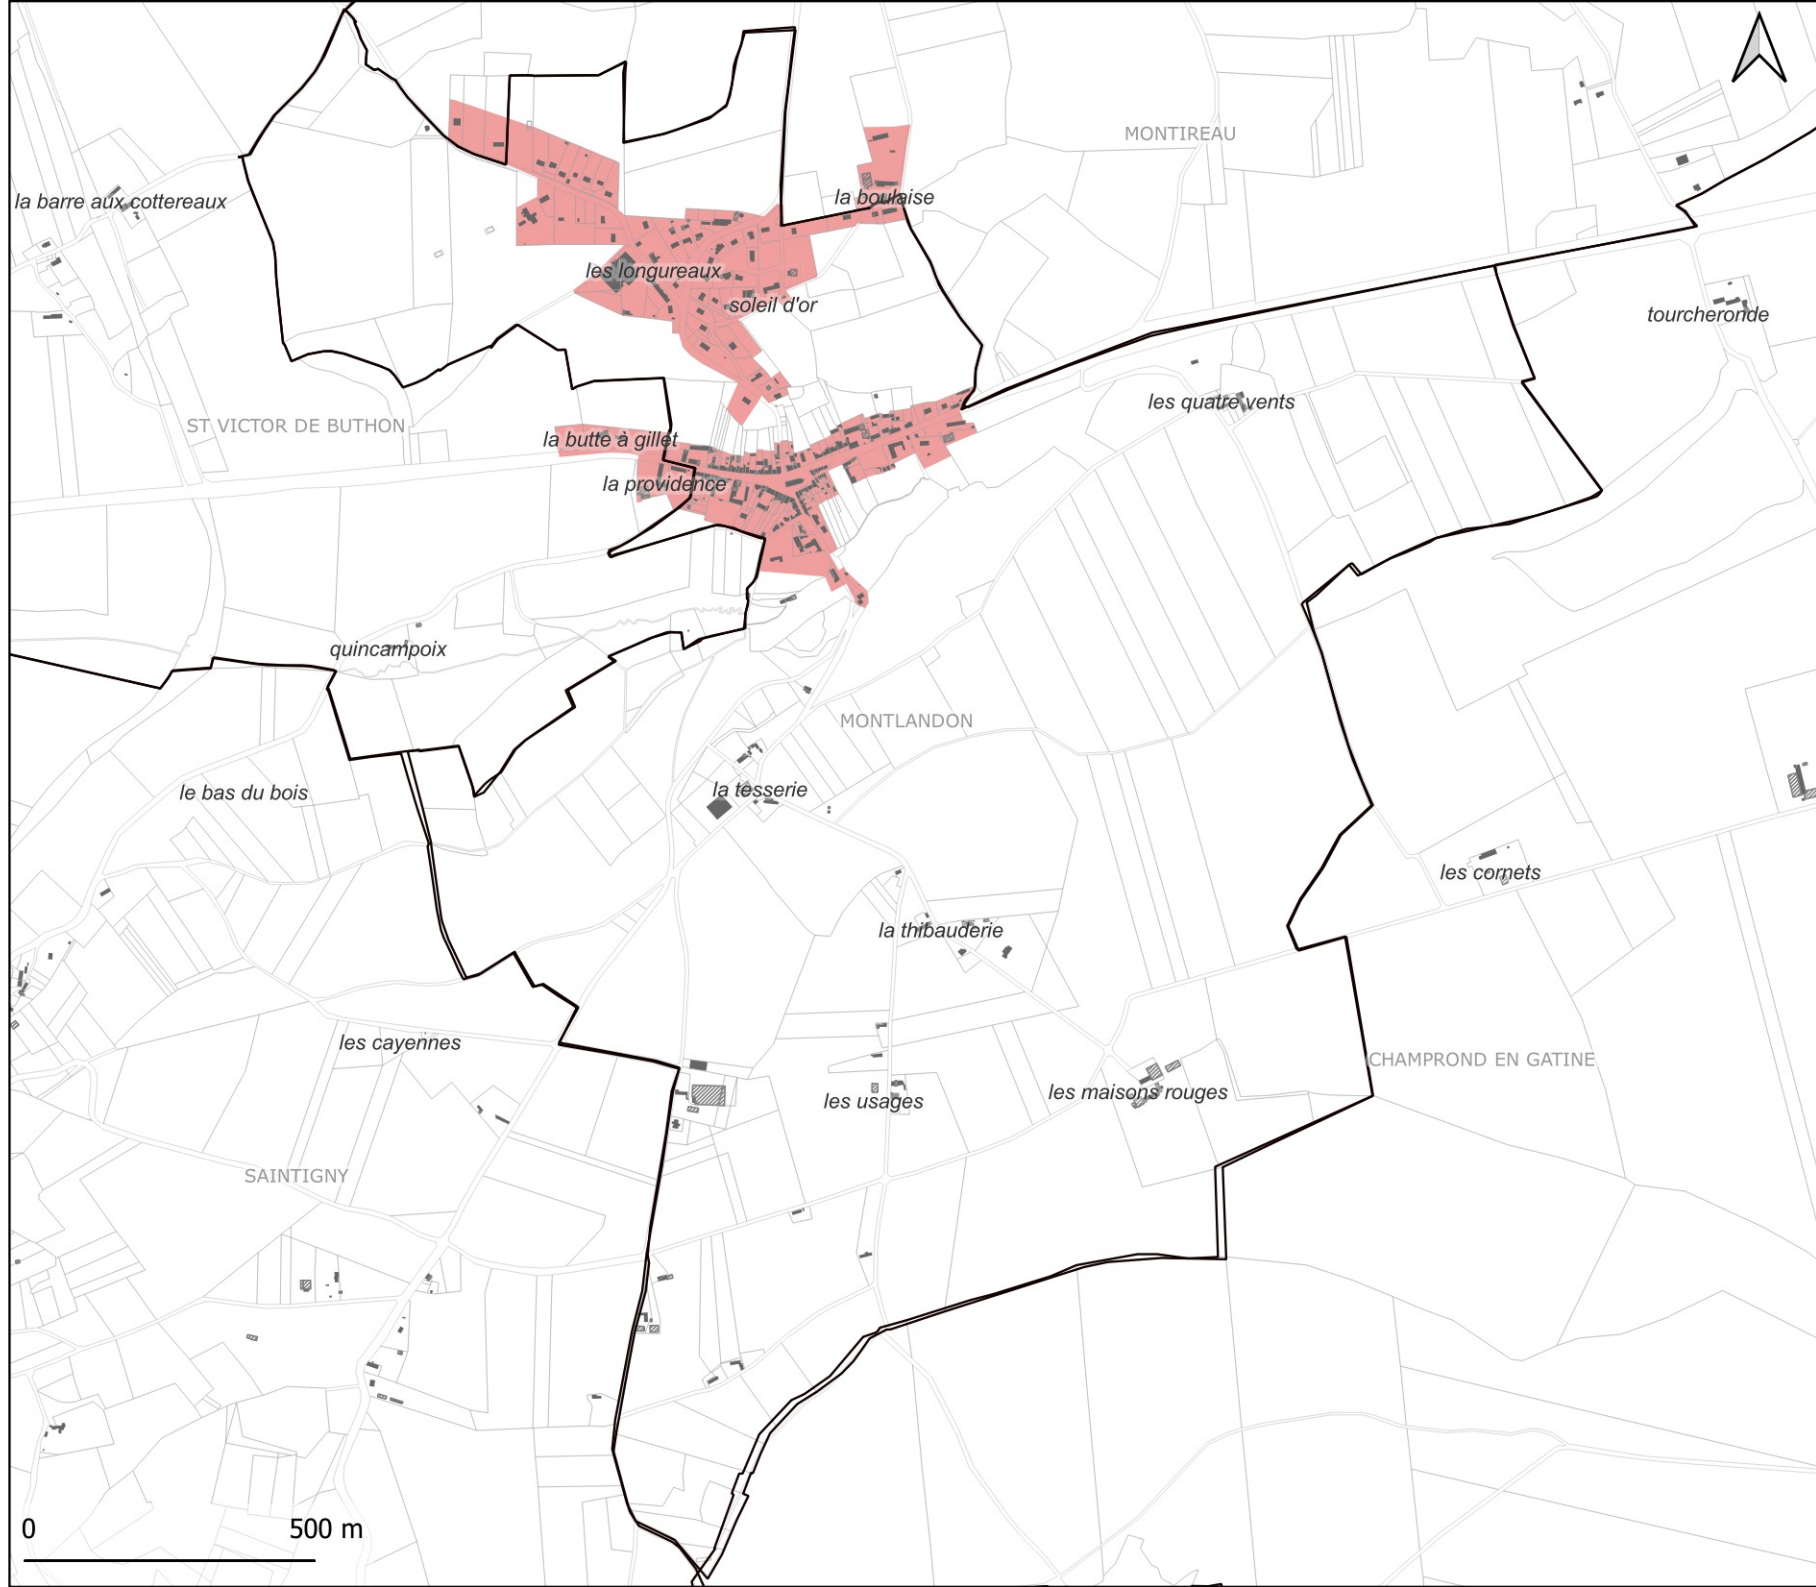 MONTIREAU
la barre aux cottereaux
la boulaise
les longureaux
soleil d'or
tourcheronde
les quatre vents
ST VICTOR DE BUTHON
la butte à gillet
la providence
quincampoix
MONTLANDON
le bas du bois
la tesserie
les cornets
la thibauderie
les cayennes
CHAMPROND EN GATINE
les usages
les maisons rouges
SAINTIGNY
0 500 m